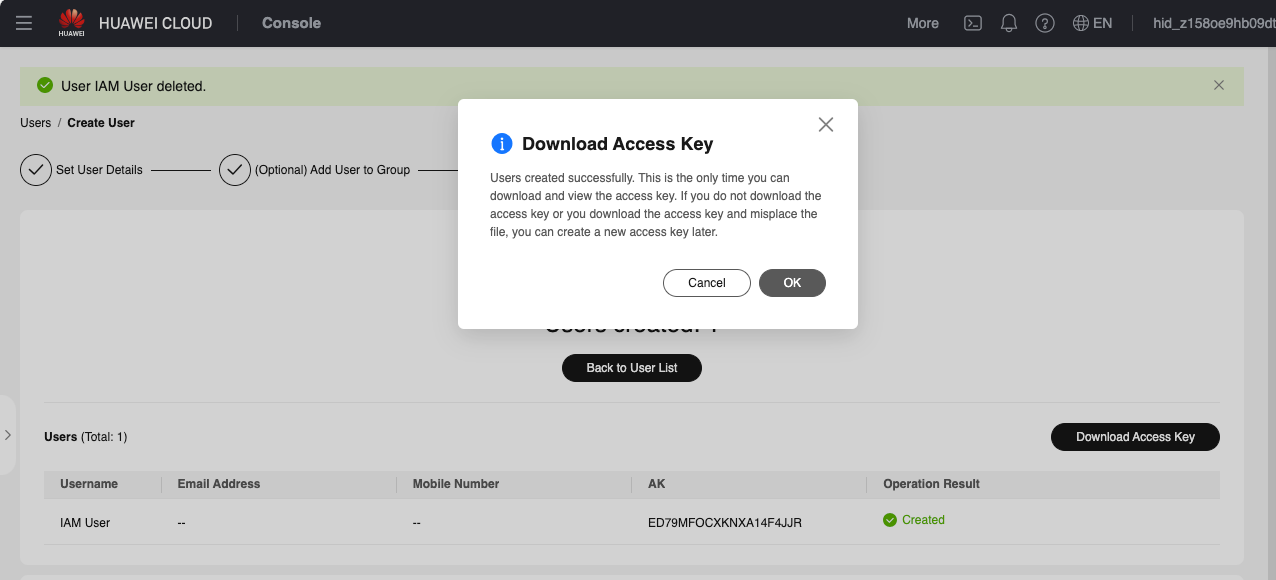 HUAWEI
HUAWEI CLOUD
Console
More
EN
hid_z158oe9hb09dt
User IAM User deleted.
Users / Create User
Set User Details
(Optional) Add User to Group
Download Access Key
Users created successfully. This is the only time you can
download and view the access key. If you do not download the
access key or you download the access key and misplace the
file, you can create a new access key later.
Cancel
OK
Users created: 1
Back to User List
Users (Total: 1)
Download Access Key
Username
Email Address
Mobile Number
AK
Operation Result
IAM User
--
--
ED79MFOCXKNXA14F4JJR
Created